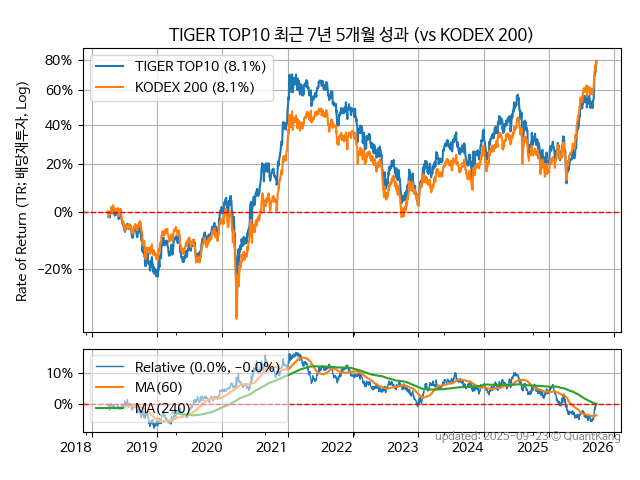 TIGER TOP10 최근 7년 5개월 성과 (vs KODEX 200)
80%
60%
40%
20%
0%
−20%
Rate of Return (TR: 배당재투자, Log)
TIGER TOP10 (8.1%)
KODEX 200 (8.1%)
10%
0%
Relative (0.0%, −0.0%)
MA(60)
MA(240)
2018 2019 2020 2021 2022 2023 2024 2025 2026
updated: 2025-09-23 © QuantKang